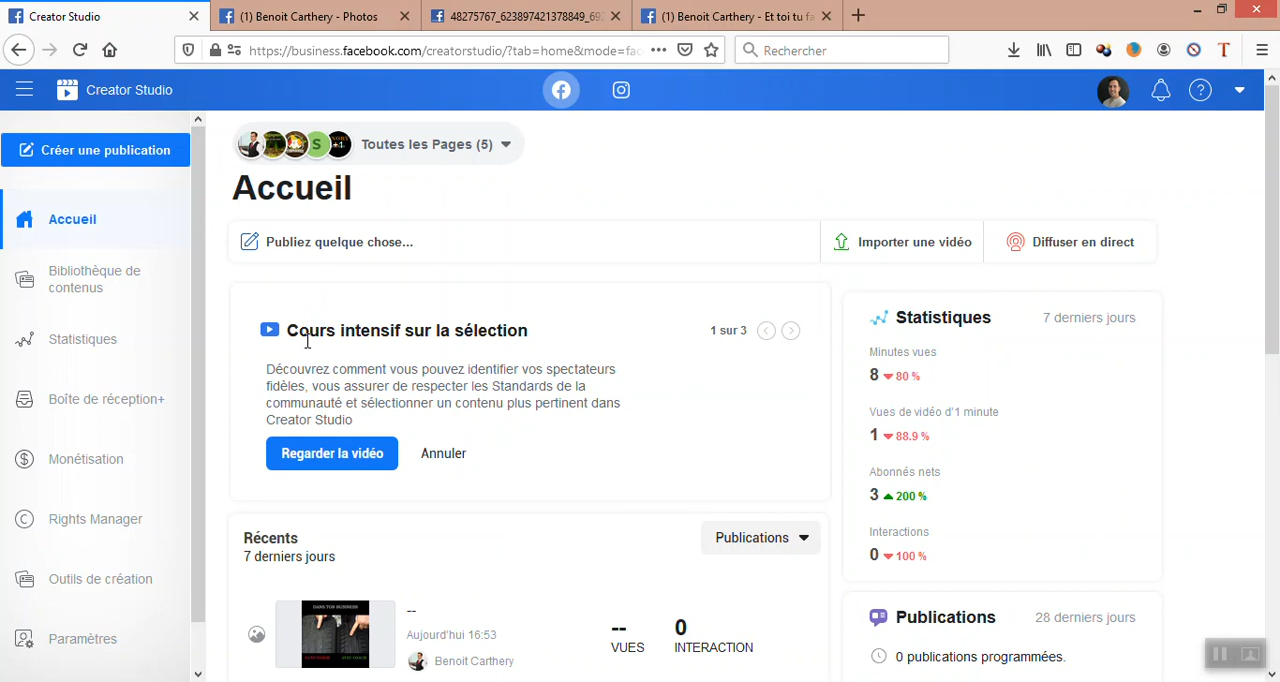 Creator Studio
(1) Benoit Carthery - Photos
48275767_623897421378849_692
(1) Benoit Carthery - Et toi tu fa
https://business.facebook.com/creatorstudio/?tab=home&mode=fac
Rechercher
Creator Studio
Créer une publication
Toutes les Pages (5)
Accueil
Accueil
Bibliothèque de
contenus
Statistiques
Boîte de réception+
Monétisation
Rights Manager
Outils de création
Paramètres
Publiez quelque chose...
Importer une vidéo
Diffuser en direct
Cours intensif sur la sélection
1 sur 3
Découvrez comment vous pouvez identifier vos spectateurs
fidèles, vous assurer de respecter les Standards de la
communauté et sélectionner un contenu plus pertinent dans
Creator Studio
Regarder la vidéo
Annuler
Statistiques
7 derniers jours
Minutes vues
8 80 %
Vues de vidéo d'1 minute
1 88.9 %
Abonnés nets
3 200 %
Interactions
0 100 %
Récents
7 derniers jours
Publications
DANS TON BUSINESS
--
Aujourd'hui 16:53
Benoit Carthery
--
VUES
0
INTERACTION
Publications
28 derniers jours
0 publications programmées.